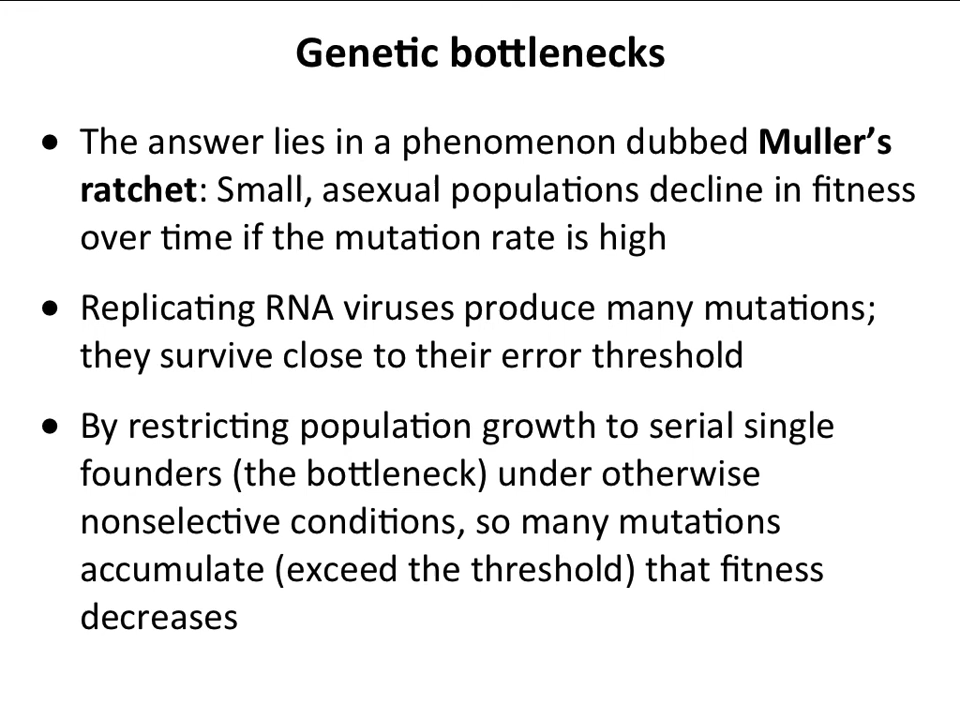 Genetic bottlenecks
• The answer lies in a phenomenon dubbed Muller’s
ratchet: Small, asexual populations decline in fitness
over time if the mutation rate is high
• Replicating RNA viruses produce many mutations;
they survive close to their error threshold
• By restricting population growth to serial single
founders (the bottleneck) under otherwise
nonselective conditions, so many mutations
accumulate (exceed the threshold) that fitness
decreases